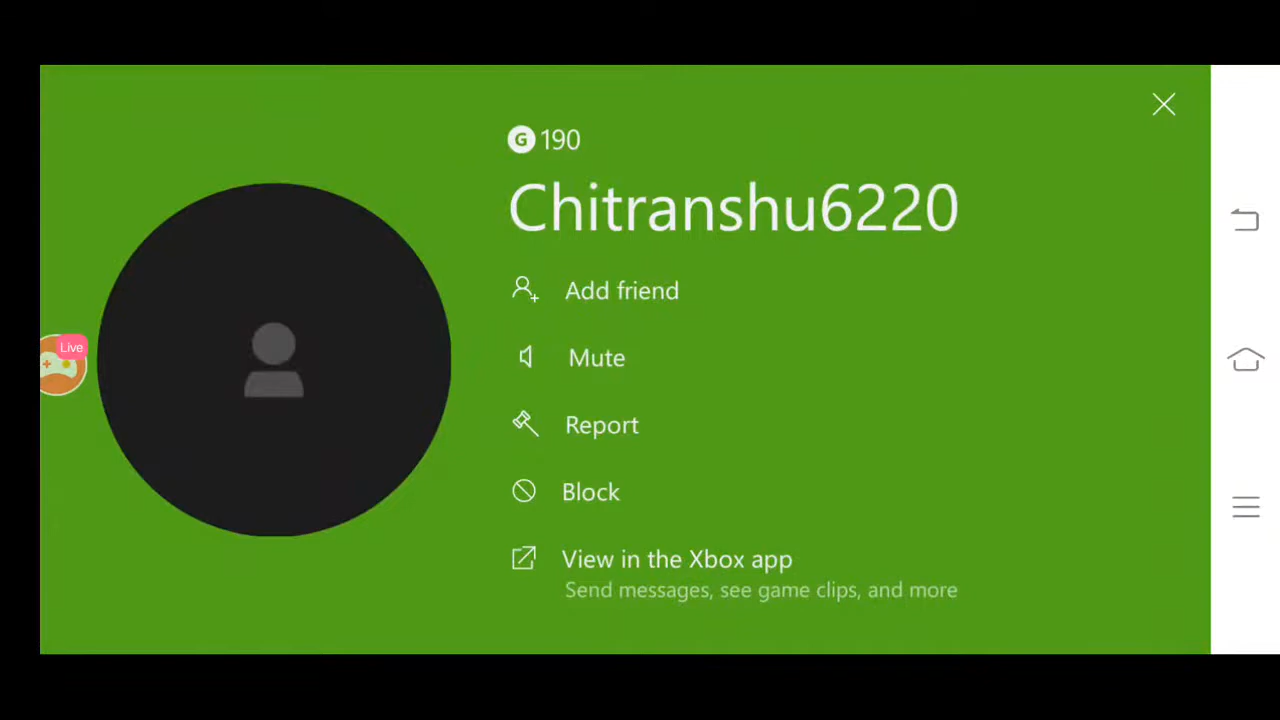 G 190
Chitranshu6220
Add friend
Live
Mute
Report
Block
View in the Xbox app
Send messages, see game clips, and more